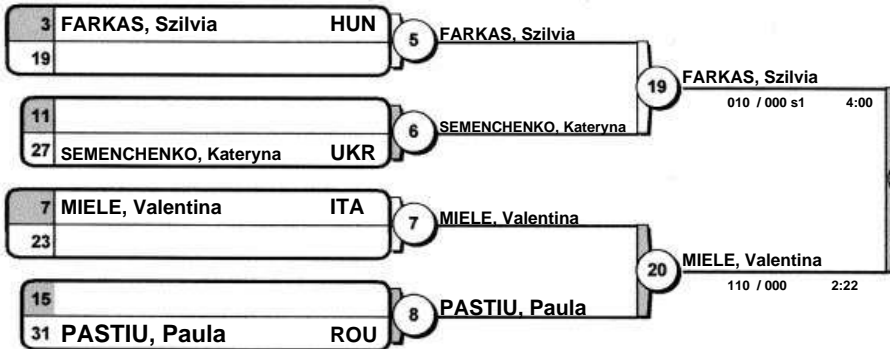 3 FARKAS, Szilvia HUN
19
5 FARKAS, Szilvia
11
27 SEMENCHENKO, Kateryna UKR
6 SEMENCHENKO, Kateryna
19 FARKAS, Szilvia
010 / 000 s1 4:00
7 MIELE, Valentina ITA
23
7 MIELE, Valentina
15
31 PASTIU, Paula ROU
8 PASTIU, Paula
20 MIELE, Valentina
110 / 000 2:22